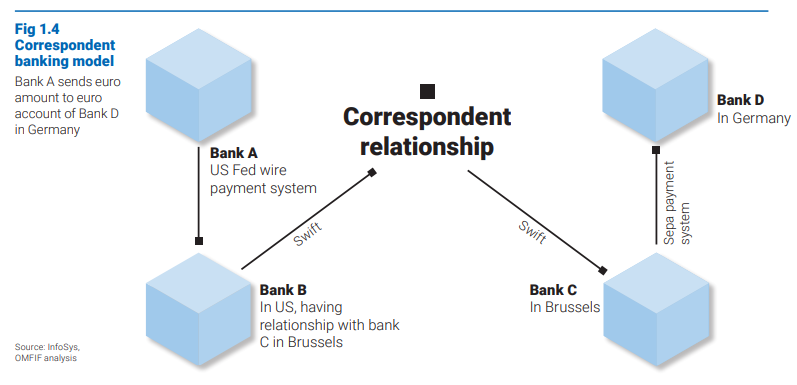 Fig 1.4
Correspondent
banking model
Bank A sends euro
amount to euro
account of Bank D
in Germany
Bank A
US Fed wire
payment system
Correspondent
relationship
Bank D
In Germany
Swift
Swift
Sepa payment
system
Bank B
In US, having
relationship with bank
C in Brussels
Bank C
In Brussels
Source: InfoSys,
OMFIF analysis